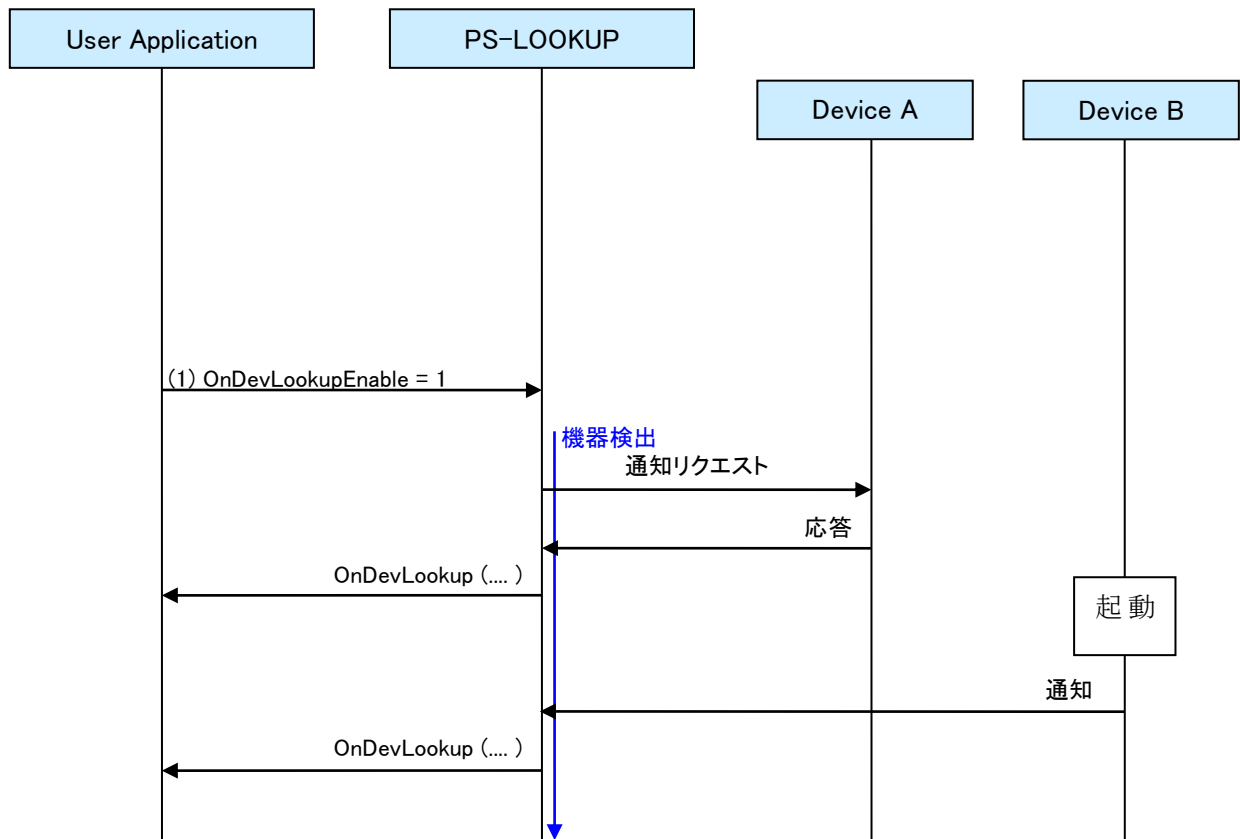 User Application
PS-LOOKUP
Device A
Device B
(1) OnDevLookupEnable = 1
機器検出
通知リクエスト
応答
OnDevLookup (.... )
起動
通知
OnDevLookup (.... )